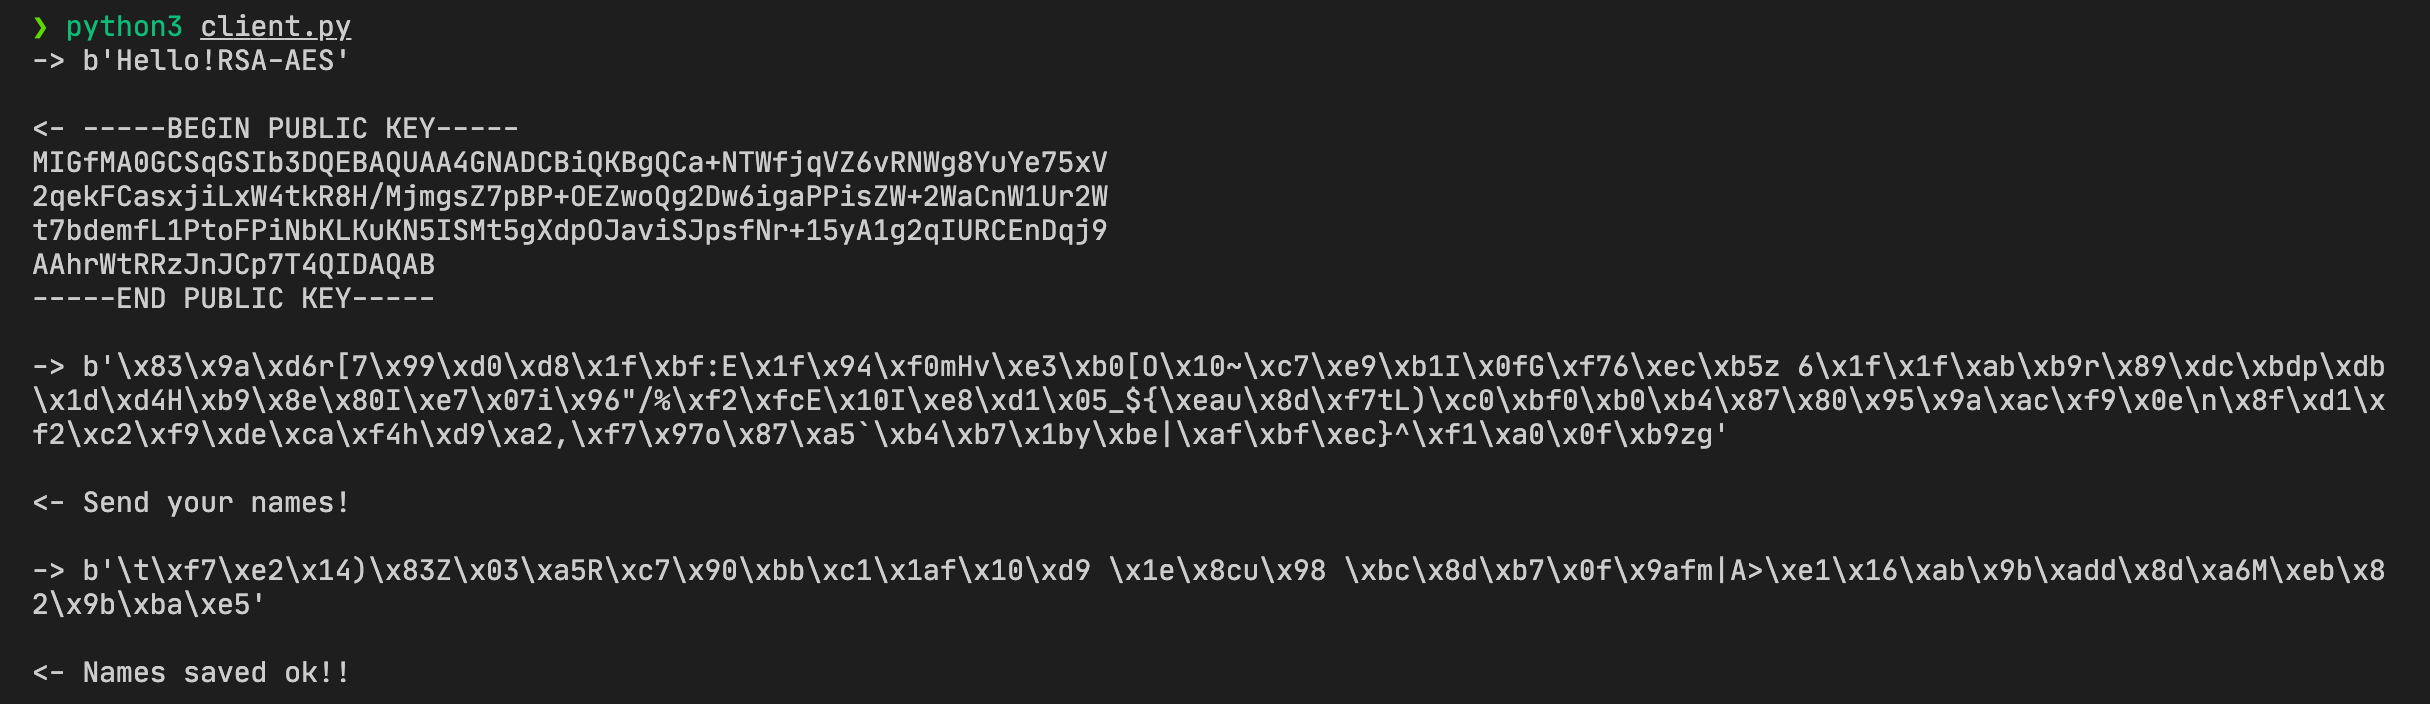 ❯ python3 client.py
-> b'Hello!RSA-AES'
<- -----BEGIN PUBLIC KEY-----
MIGfMA0GCSqGSIb3DQEBAQUAA4GNADCBiQKBgQCa+NTWfjqVZ6vRNWg8YuYe75xV
2qekFCasxjiLxW4tkR8H/MjmgsZ7pBP+OEZwoQg2Dw6igaPPisZW+2WaCnW1Ur2W
t7bdemfL1PtoFPiNbKLKuKN5ISMt5gXdpOJaviSJpsfNr+15yA1g2qIURCEnDqj9
AAhrWtRRzJnJCp7T4QIDAQAB
-----END PUBLIC KEY-----
-> b'\x83\x9a\xd6r[7\x99\xd0\xd8\x1f\xbf:E\x1f\x94\xf0mHv\xe3\xb0[O\x10~\xc7\xe9\xb1I\x0fG\xf76\xec\xb5z 6\x1f\x1f\xab\xb9r\x89\xdc\xbdp\xdb
\x1d\xd4H\xb9\x8e\x80I\xe7\x07i\x96"/%\xf2\xfcE\x10I\xe8\xd1\x05_${\xeau\x8d\xf7tL)\xc0\xbf0\xb0\xb4\x87\x80\x95\x9a\xac\xf9\x0e\n\x8f\xd1\x
f2\xc2\xf9\xde\xca\xf4h\xd9\xa2,\xf7\x97o\x87\xa5`\xb4\xb7\x1by\xbe|\xaf\xbf\xec}^\xf1\xa0\x0f\xb9zg'
<- Send your names!
-> b'\t\xf7\xe2\x14)\x83Z\x03\xa5R\xc7\x90\xbb\xc1\x1af\x10\xd9 \x1e\x8cu\x98 \xbc\x8d\xb7\x0f\x9afm|A>\xe1\x16\xab\x9b\xadd\x8d\xa6M\xeb\x8
2\x9b\xba\xe5'
<- Names saved ok!!